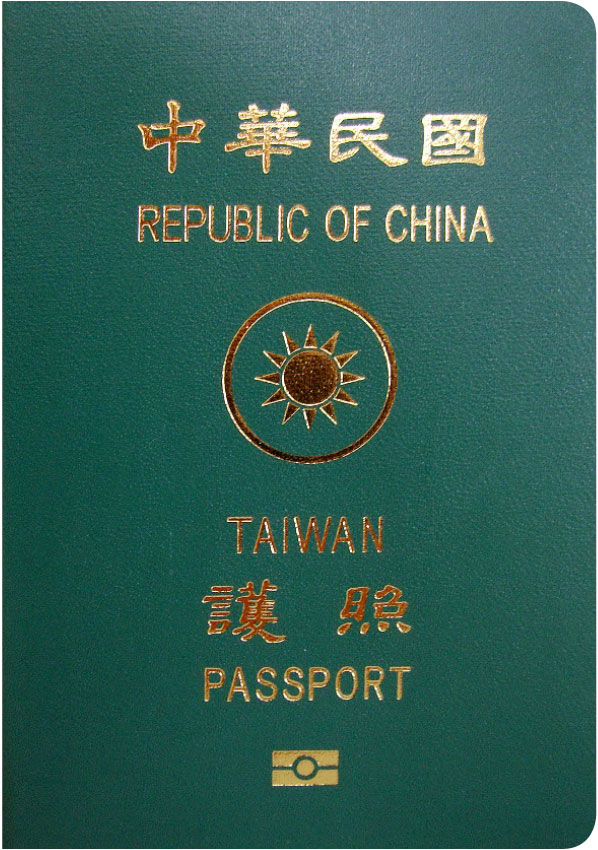 中華民國
REPUBLIC OF CHINA
TAIWAN
護照
PASSPORT